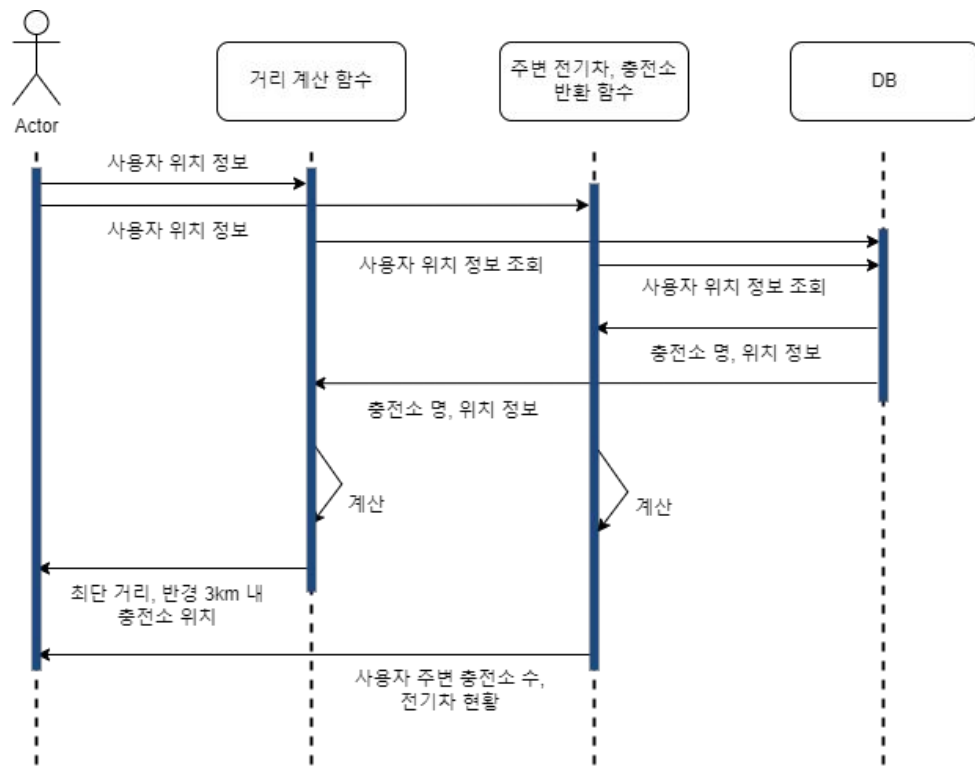 거리 계산 함수
주변 전기차, 충전소
반환 함수
DB
Actor
사용자 위치 정보
사용자 위치 정보
사용자 위치 정보 조회
사용자 위치 정보 조회
충전소 명, 위치 정보
충전소 명, 위치 정보
계산
계산
최단 거리, 반경 3km 내
충전소 위치
사용자 주변 충전소 수,
전기차 현황